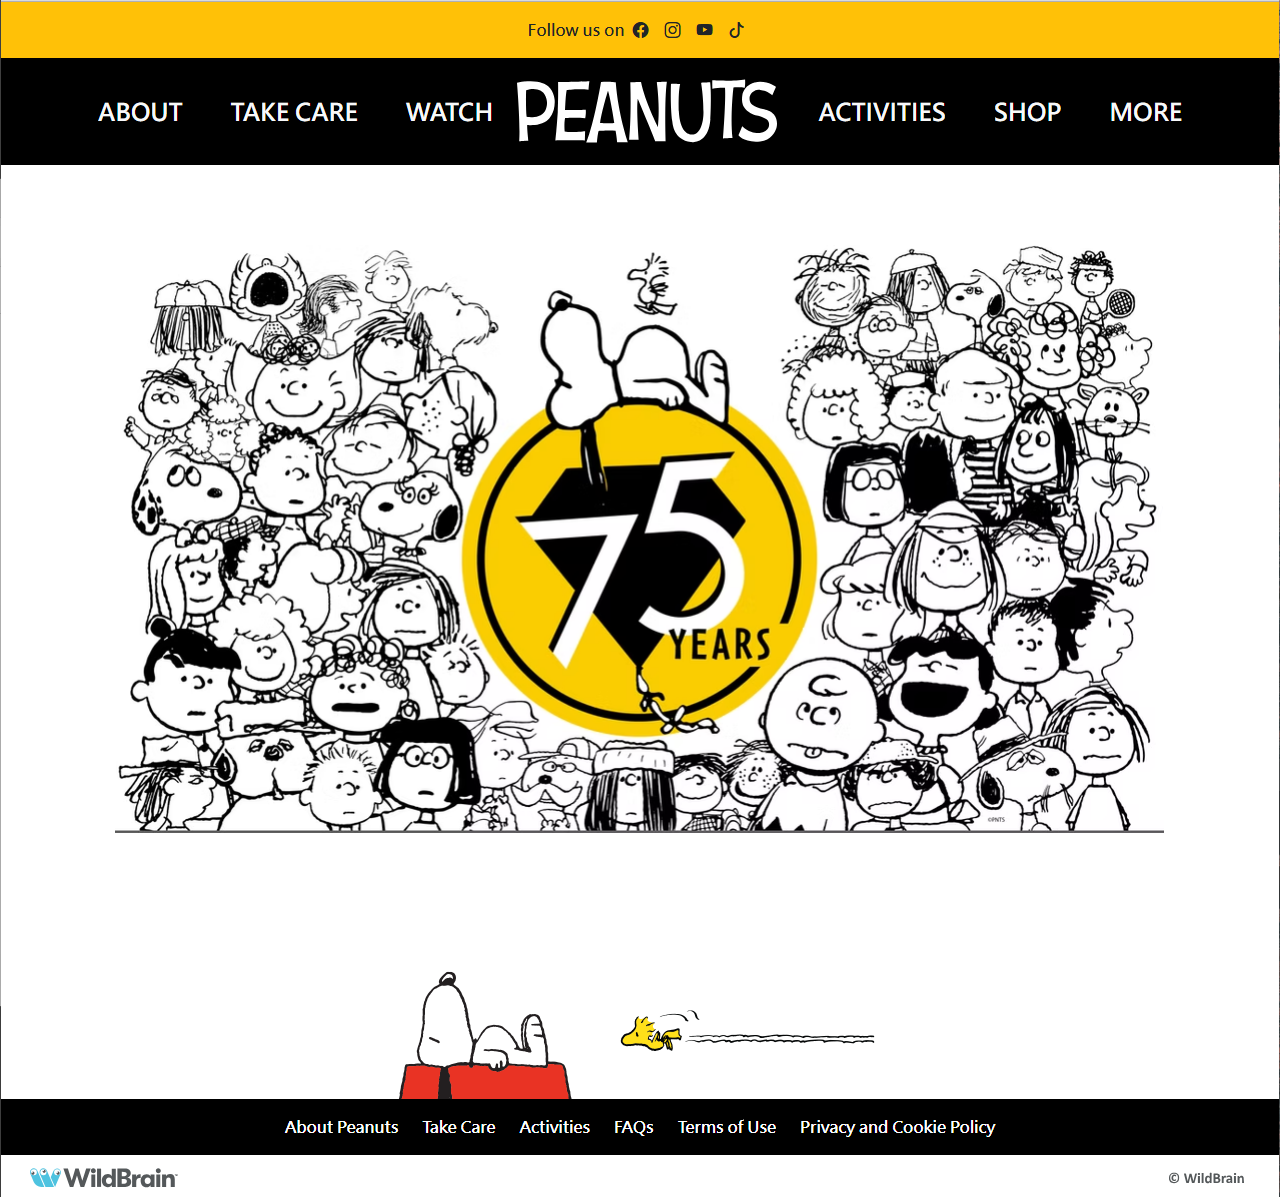 Follow us on
ABOUT TAKE CARE WATCH PEANUTS ACTIVITIES SHOP MORE
75
YEARS
©PNTS
About Peanuts Take Care Activities FAQs Terms of Use Privacy and Cookie Policy
WildBrain © WildBrain